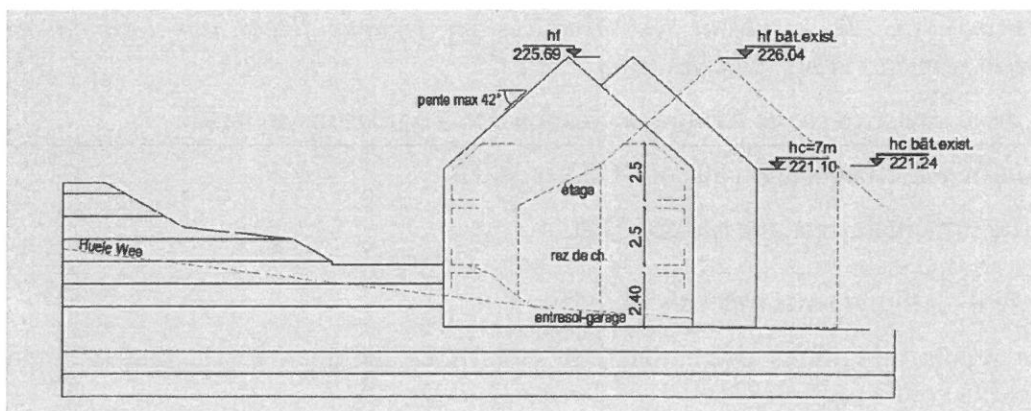 hf
225.69
hf bât.exist.
226.04
pente max 42°
hc=7m
221.10
hc bât.exist.
221.24
2.5
étage
Huele Wee
2.5
rez de ch.
2.40
entresol-garage